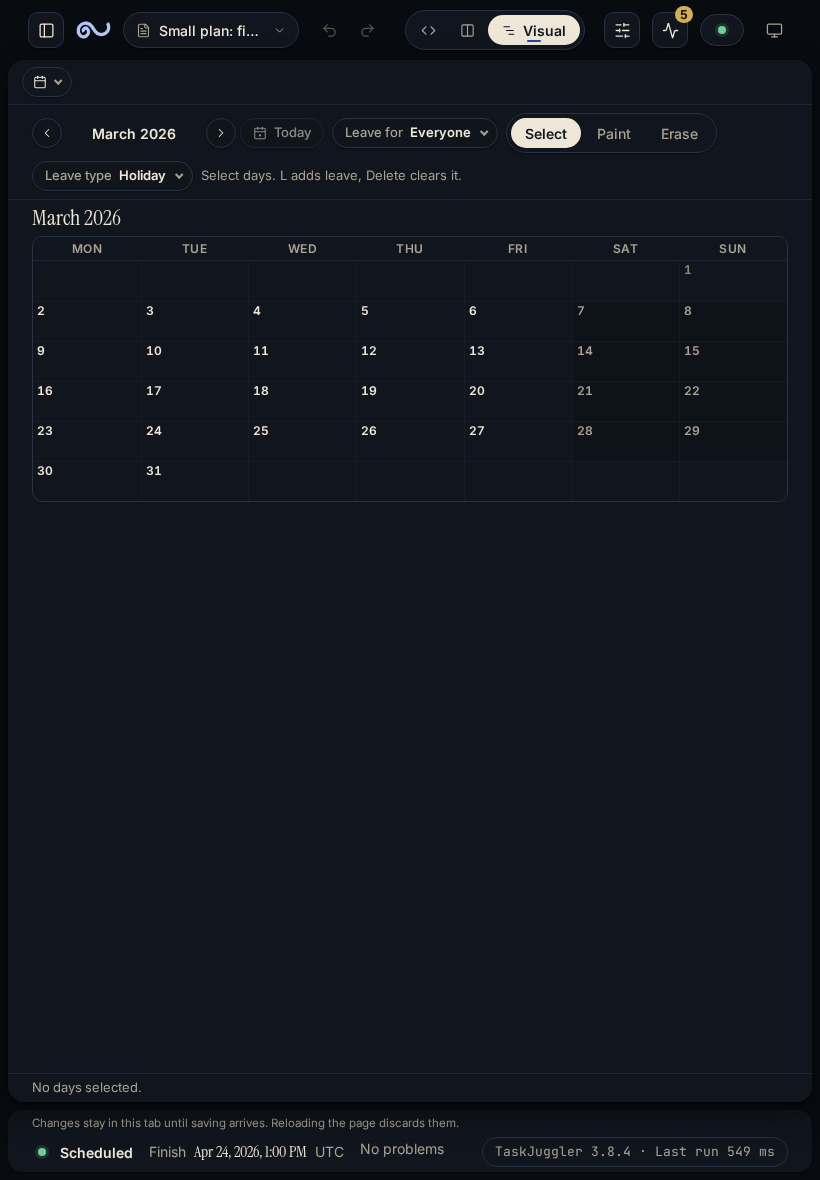 Small plan: fi...
Visual
5
March 2026
Today
Leave for Everyone
Select
Paint
Erase
Leave type Holiday
Select days. L adds leave, Delete clears it.
March 2026
MON TUE WED THU FRI SAT SUN
1
2 3 4 5 6 7 8
9 10 11 12 13 14 15
16 17 18 19 20 21 22
23 24 25 26 27 28 29
30 31
No days selected.
Changes stay in this tab until saving arrives. Reloading the page discards them.
Scheduled Finish Apr 24, 2026, 1:00 PM UTC No problems TaskJuggler 3.8.4 · Last run 549 ms